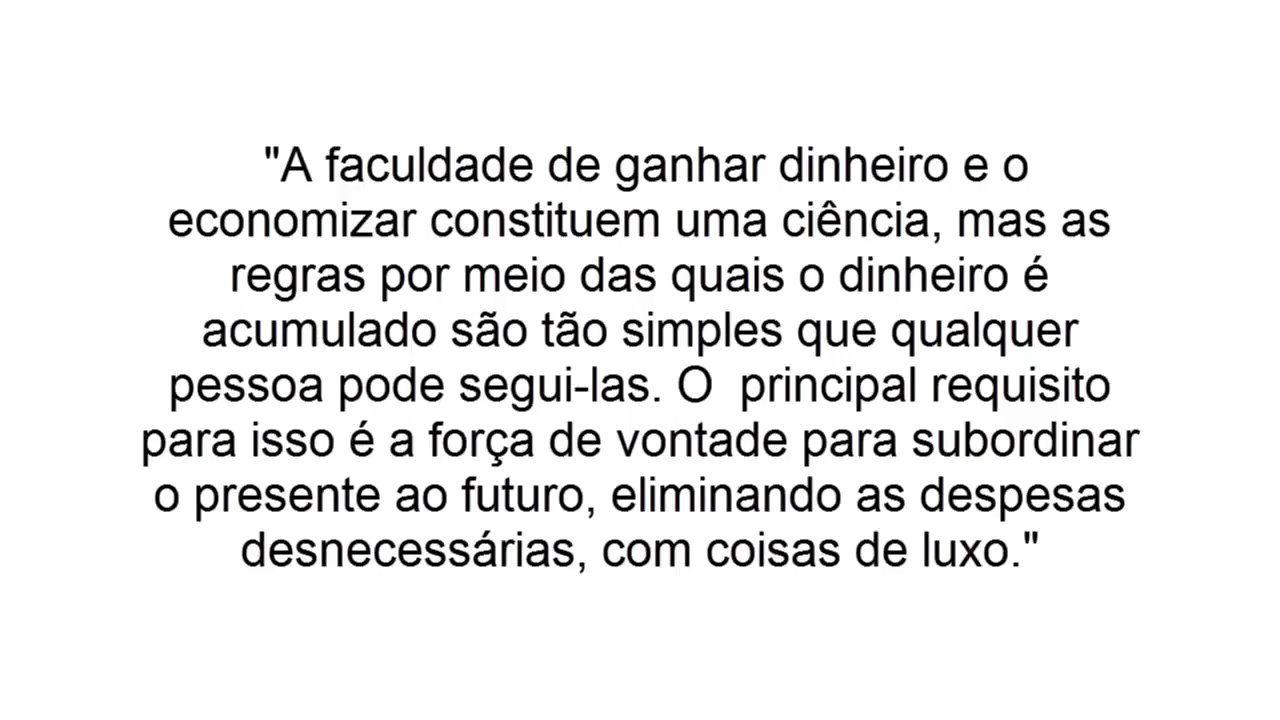 "A faculdade de ganhar dinheiro e o
economizar constituem uma ciência, mas as
regras por meio das quais o dinheiro é
acumulado são tão simples que qualquer
pessoa pode segui-las. O  principal requisito
para isso é a força de vontade para subordinar
o presente ao futuro, eliminando as despesas
desnecessárias, com coisas de luxo."